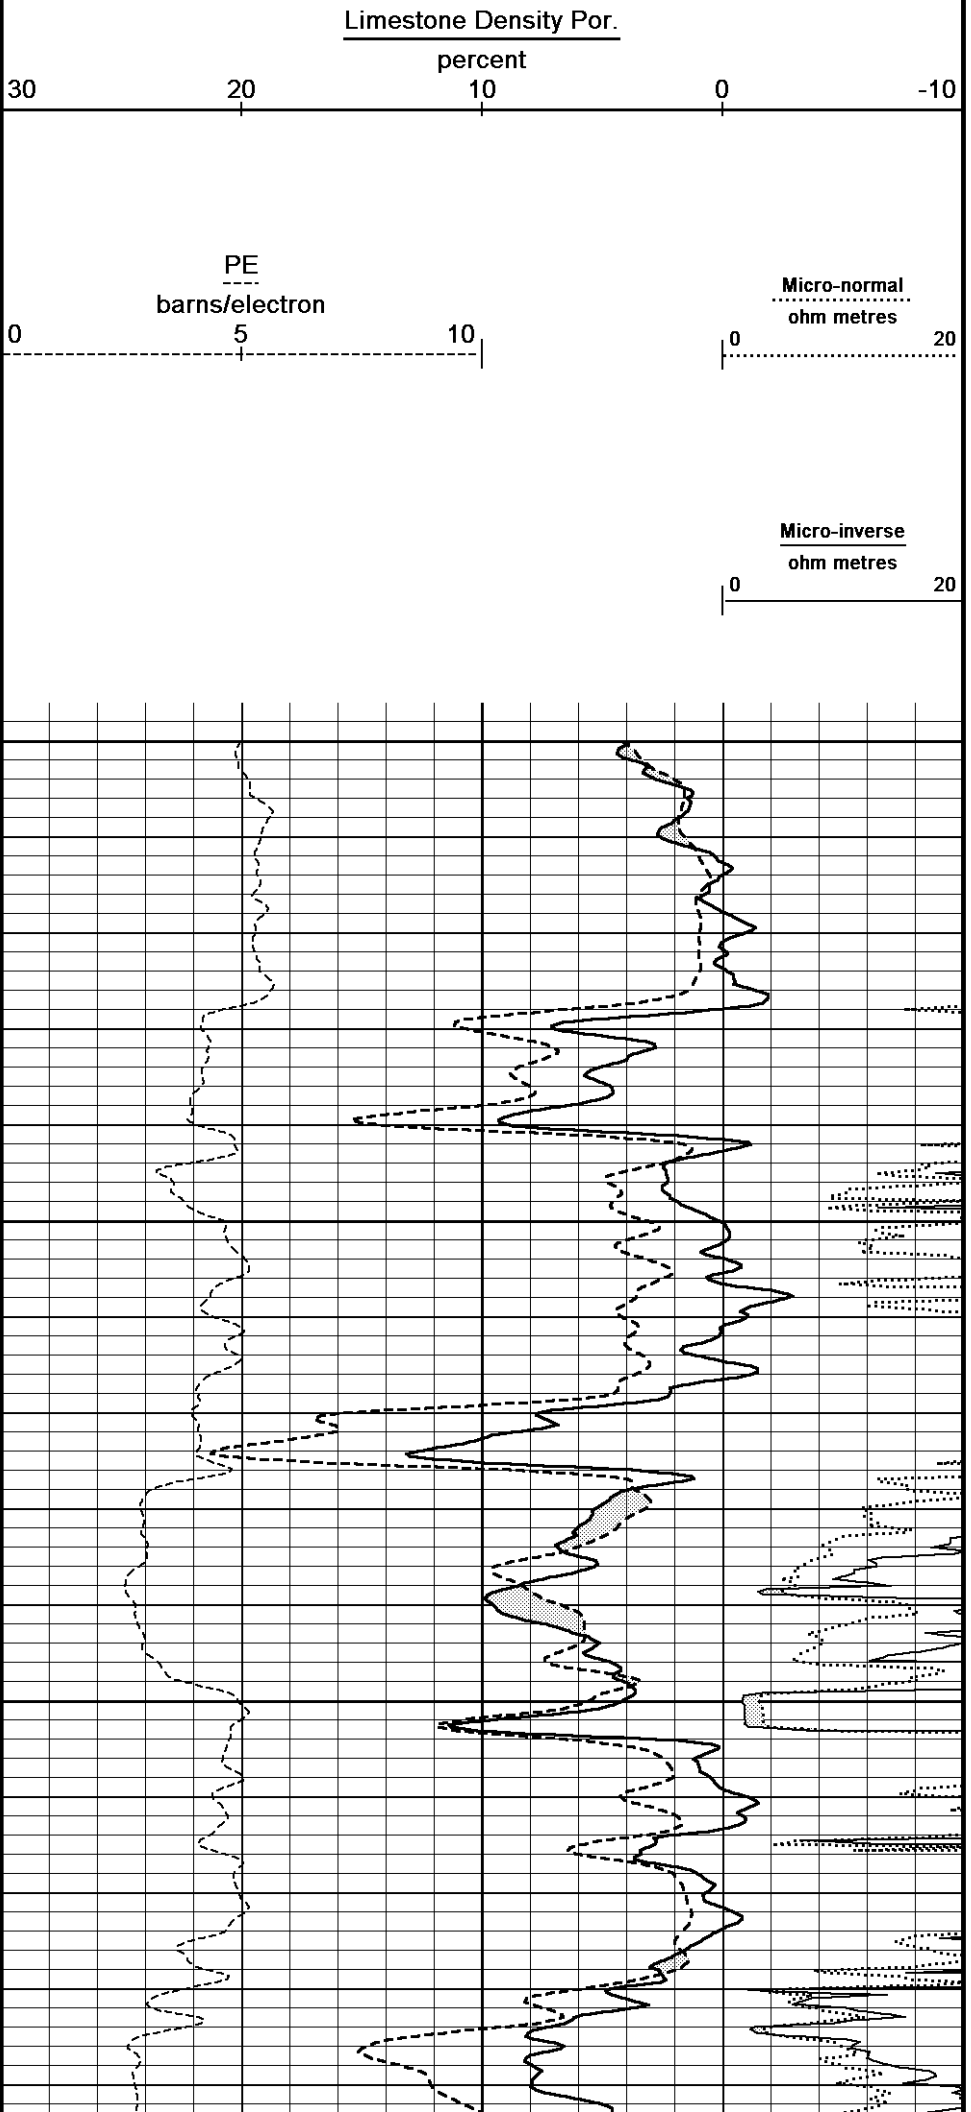 Limestone Density Por.
percent
30 20 10 0 -10
PE
barns/electron
0 5 10
Micro-normal
ohm metres
0 20
Micro-inverse
ohm metres
0 20